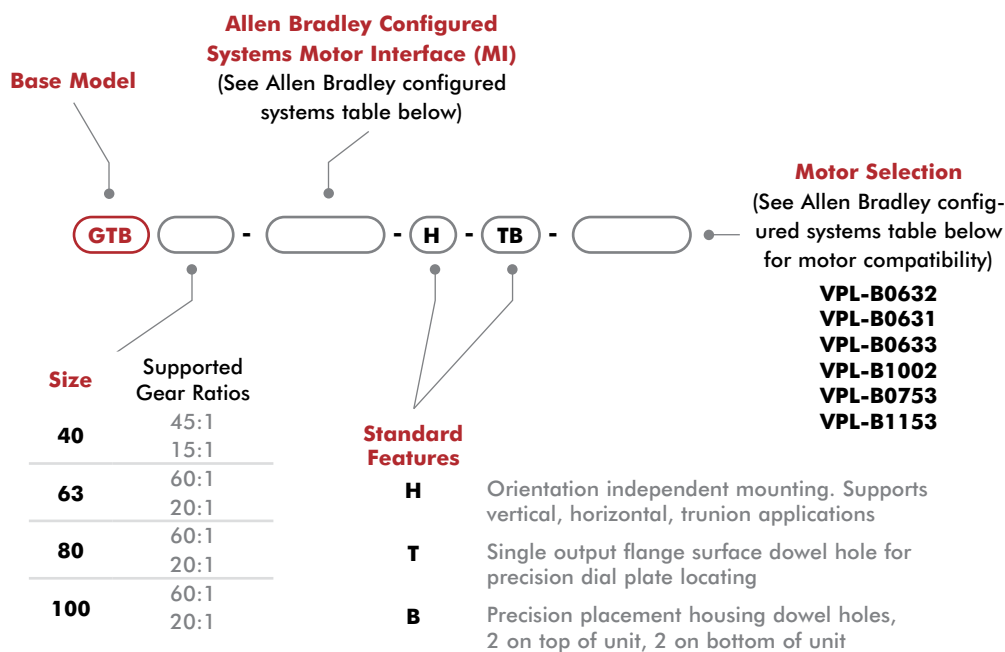 Allen Bradley Configured
Systems Motor Interface (MI)
(See Allen Bradley configured
systems table below)
Base Model
Motor Selection
(See Allen Bradley config-
ured systems table below
for motor compatibility)
VPL-B0632
VPL-B0631
VPL-B0633
VPL-B1002
VPL-B0753
VPL-B1153
GTB - - H - TB -
Size
Supported
Gear Ratios
40
45:1
15:1
63
60:1
20:1
80
60:1
20:1
100
60:1
20:1
Standard
Features
H Orientation independent mounting. Supports
vertical, horizontal, trunion applications
T Single output flange surface dowel hole for
precision dial plate locating
B Precision placement housing dowel holes,
2 on top of unit, 2 on bottom of unit